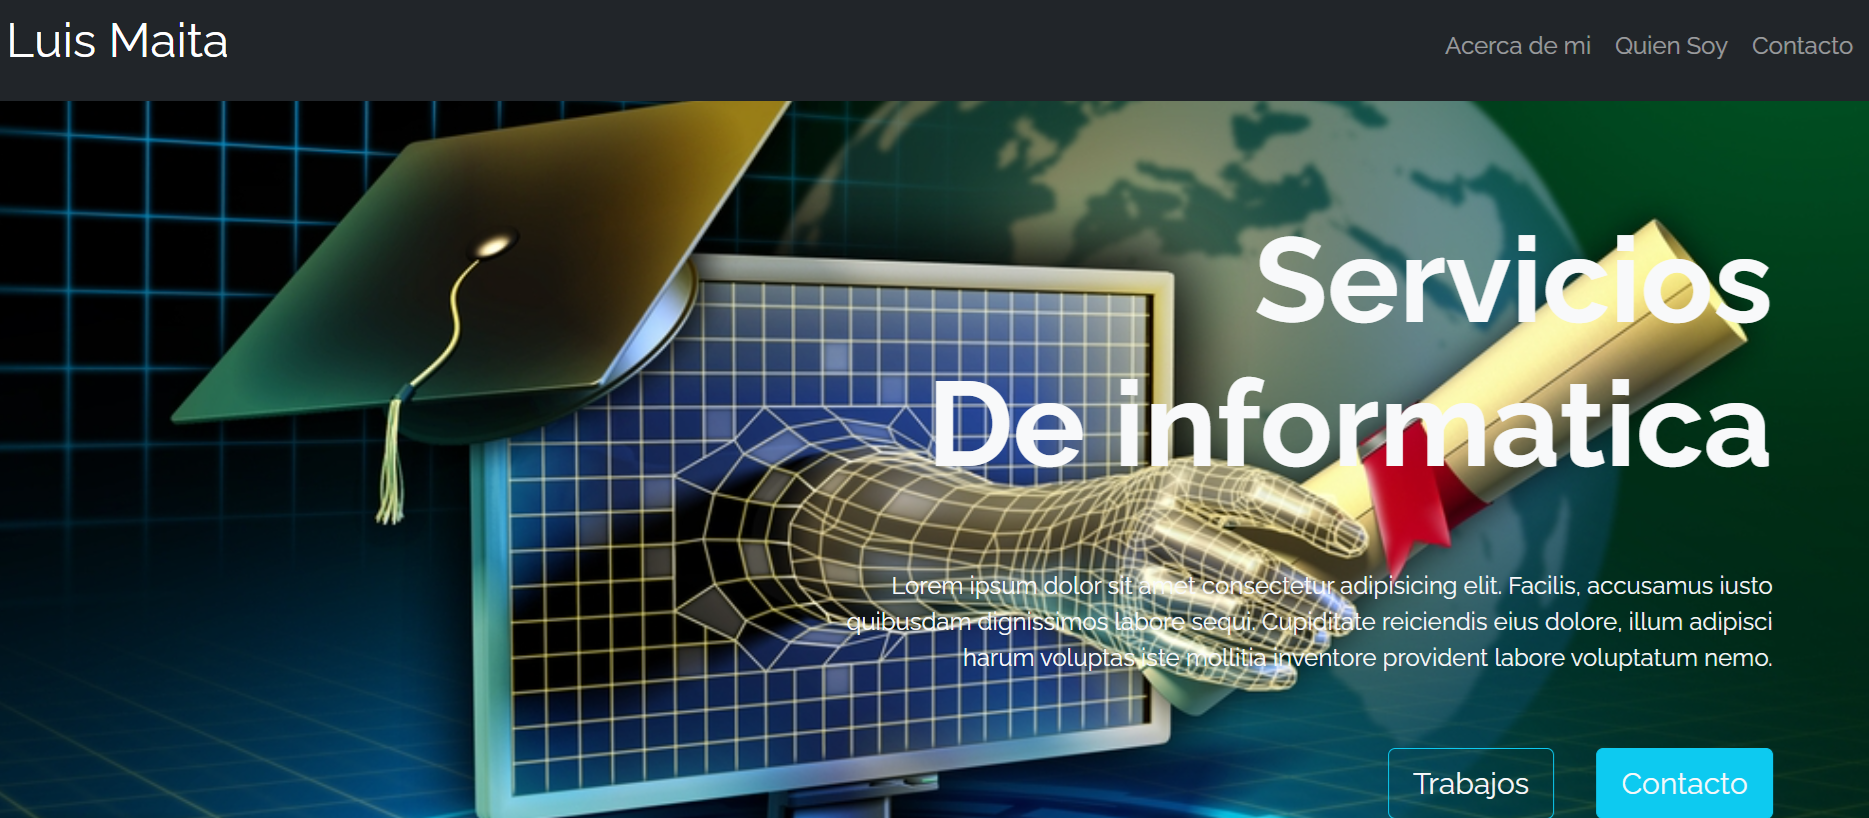 Luis Maita
Acerca de mi Quien Soy Contacto
Servicios
De informatica
Lorem ipsum dolor sit amet consectetur adipisicing elit. Facilis, accusamus iusto
quibusdam dignissimos labore sequi. Cupiditate reiciendis eius dolore, illum adipisci
harum voluptas iste mollitia inventore provident labore voluptatum nemo.
Trabajos Contacto